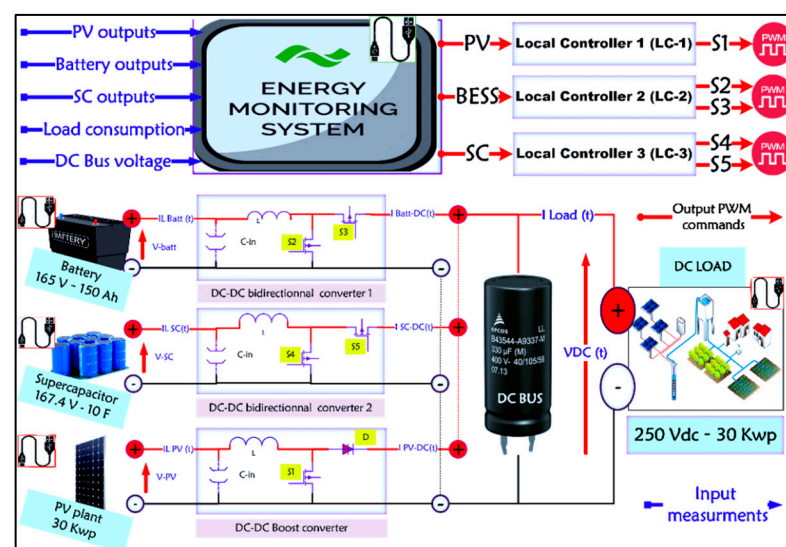 PV outputs
Battery outputs
SC outputs
Load consumption
DC Bus voltage
ENERGY
MONITORING
SYSTEM
PV
BESS
SC
Local Controller 1 (LC-1)
Local Controller 2 (LC-2)
Local Controller 3 (LC-3)
S1
S2
S3
S4
S5
PWM
PWM
PWM
BATTERY
Battery
165 V - 150 Ah
IL Batt (t)
V-batt
C-in
L
S2
S3
I Batt-DC(t)
DC-DC bidirectionnal converter 1
I Load (t)
Output PWM
commands
DC LOAD
Supercapacitor
167.4 V - 10 F
IL SC(t)
V-SC
C-in
L
S4
S5
I SC-DC(t)
DC-DC bidirectionnal converter 2
EPCOS
LL
B43544-A9337-M
330 µF (M)
400 V- 40/105/56
07.13
DC BUS
VDC (t)
250 Vdc - 30 Kwp
PV plant
30 Kwp
IL PV(t)
V-PV
C-in
L
S1
D
I PV-DC(t)
DC-DC Boost converter
Input
measurments